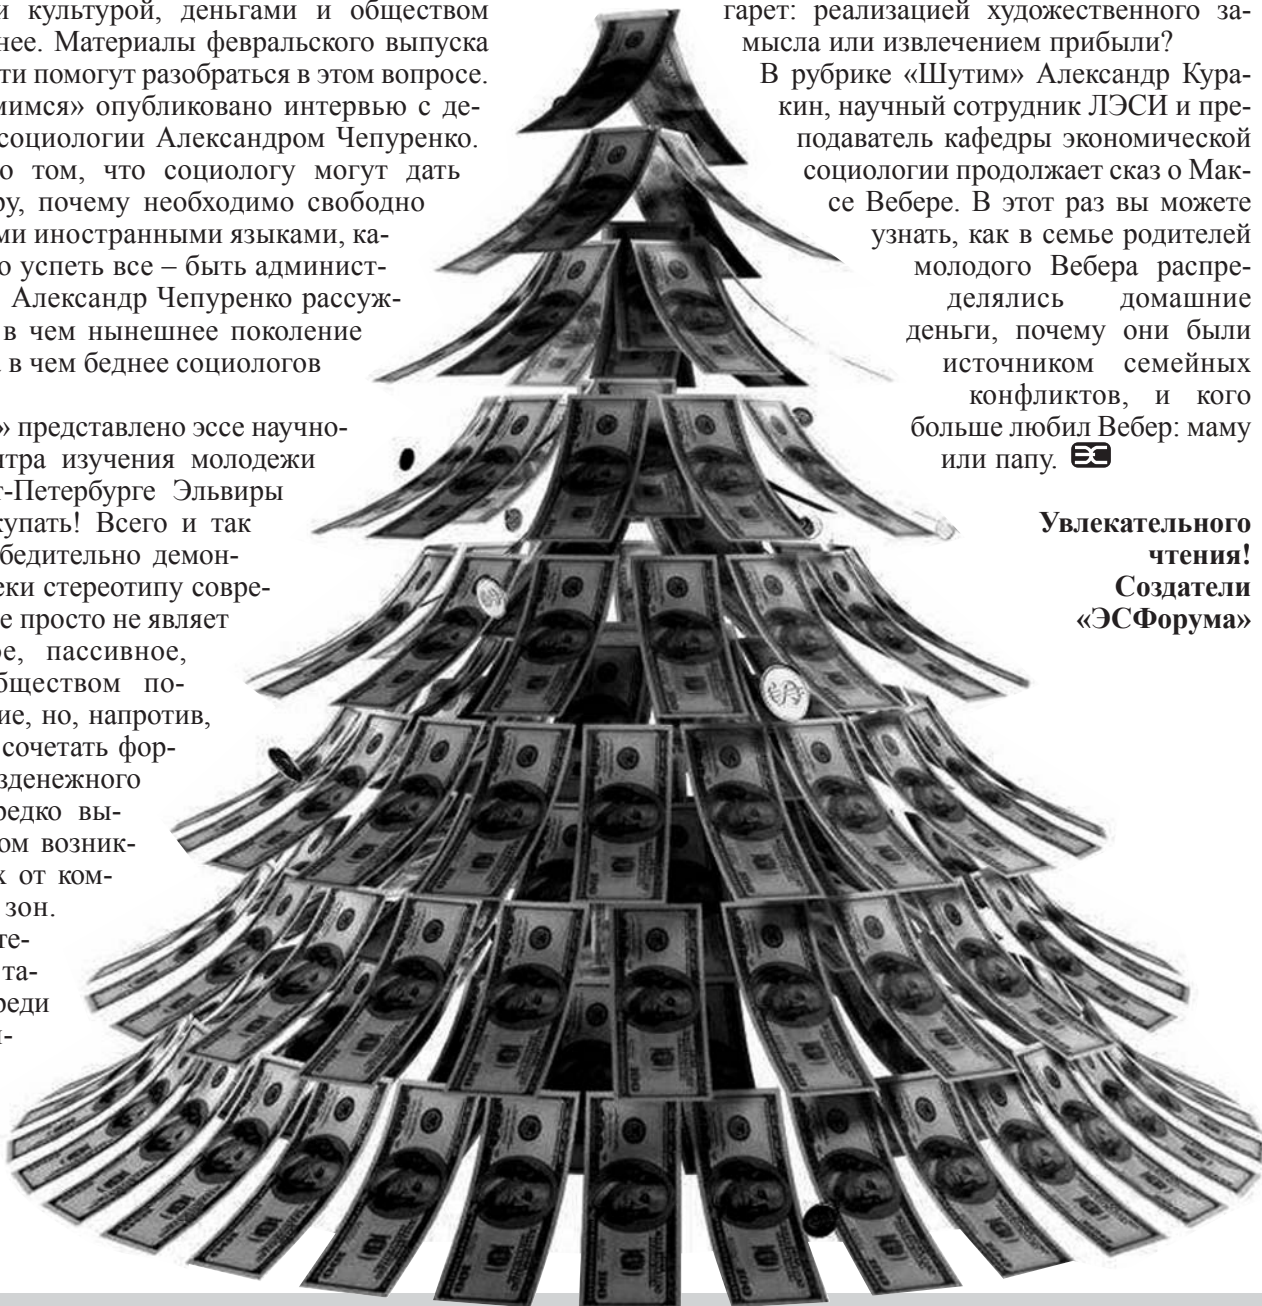 и культурой, деньгами и обществом
нее. Материалы февральского выпуска
ти помогут разобраться в этом вопросе.
мимся» опубликовано интервью с де-
социологии Александром Чепуренко.
о том, что социологу могут дать
ру, почему необходимо свободно
ми иностранными языками, ка-
о успеть все – быть админист-
Александр Чепуренко рассуж-
в чем нынешнее поколение
в чем беднее социологов
» представлено эссе научно-
нтра изучения молодежи
т-Петербурге Эльвиры
купать! Всего и так
бедительно демон-
еки стереотипу совре-
е просто не являет
ое, пассивное,
бществом по-
ие, но, напротив,
сочетать фор-
зденежного
редко вы-
ом возник-
х от ком-
зон.
те-
та-
реди
гарет: реализацией художественного за-
мысла или извлечением прибыли?
В рубрике «Шутим» Александр Кура-
кин, научный сотрудник ЛЭСИ и пре-
подаватель кафедры экономической
социологии продолжает сказ о Мак-
се Вебере. В этот раз вы можете
узнать, как в семье родителей
молодого Вебера распре-
делялись домашние
деньги, почему они были
источником семейных
конфликтов, и кого
больше любил Вебер: маму
или папу. ЭС
Увлекательного
чтения!
Создатели
«ЭСФорума»